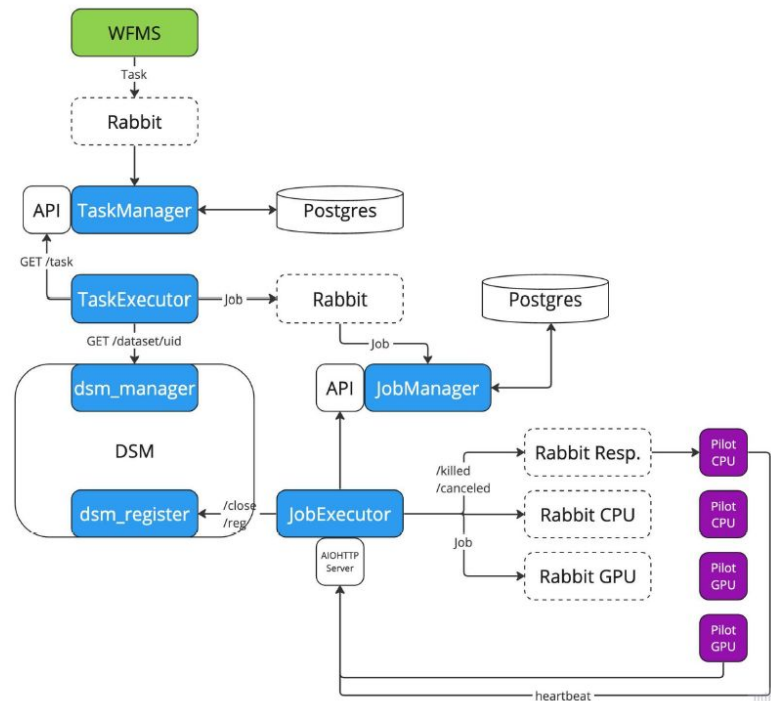 WFMS
Task
Rabbit
API
TaskManager
Postgres
GET /task
TaskExecutor
Job
Rabbit
Postgres
GET /dataset/uid
Job
dsm_manager
API
JobManager
DSM
Rabbit Resp.
Pilot
CPU
/killed
/canceled
dsm_register
/close
/reg
JobExecutor
Rabbit CPU
Pilot
CPU
Job
AIOHTTP
Server
Rabbit GPU
Pilot
GPU
Pilot
GPU
heartbeat